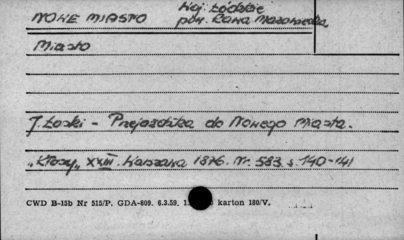 Woj. Łódzkie
NOWE MIASTO pow. Rawa Mazowiecka
Miasto
J. Łoski - Przejażdżka do Nowego Miasta.
„Kłosy„ XXIII. Warszawa 1876. Nr. 583. s. 140-141
CWD B-15b Nr 515/P. GDA-609. 6.3.59. karton 180/V.